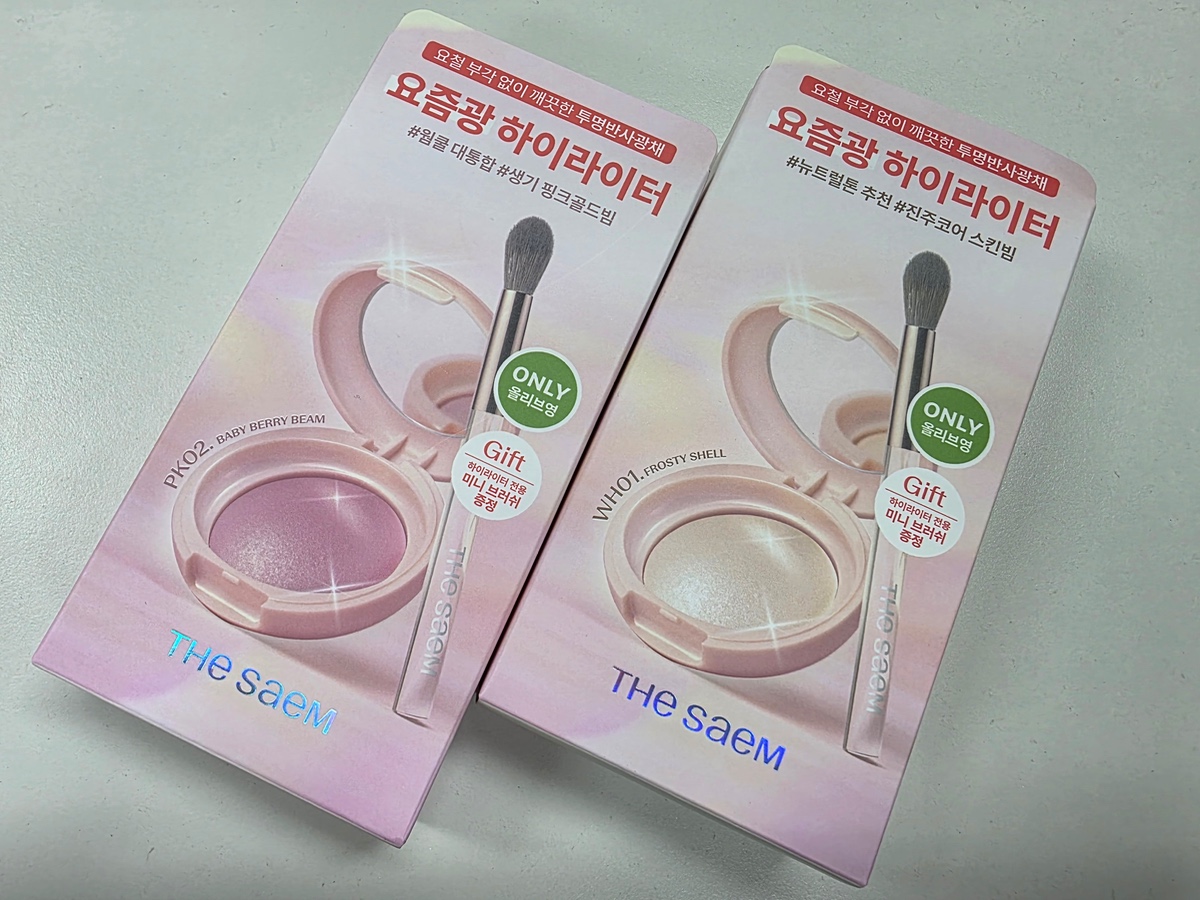 요철 부각 없이 깨끗한 투명반사광채
요즘광 하이라이터
#웜쿨 대통합 #생기 핑크골드빔
ONLY
올리브영
Gift
하이라이터 전용
미니 브러쉬
증정
PK02. BABY BERRY BEAM
THE SAEM
THE SAEM
요철 부각 없이 깨끗한 투명반사광채
요즘광 하이라이터
#뉴트럴톤 추천 #진주코어 스킨빔
ONLY
올리브영
Gift
하이라이터 전용
미니 브러쉬
증정
WH01. FROSTY SHELL
THE SAEM
THE SAEM